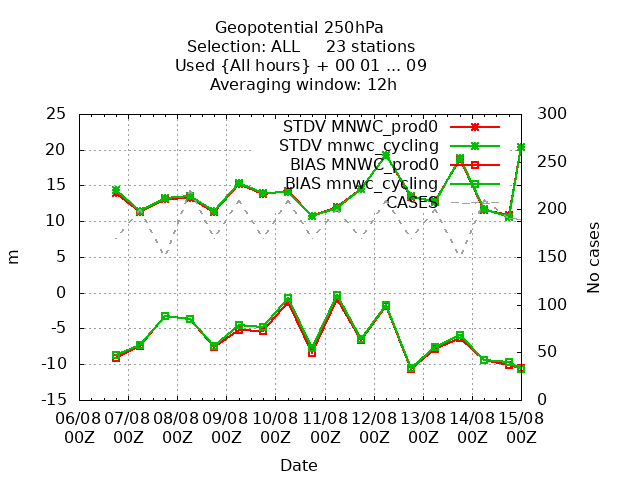 Geopotential 250hPa
Selection: ALL 23 stations
Used {All hours} + 00 01 ... 09
Averaging window: 12h
25
20
15
10
5
0
-5
-10
-15
m
300
250
200
150
100
50
0
No cases
STDV MNWC_prod0
STDV mnwc_cycling
BIAS MNWC_prod0
BIAS mnwc_cycling
CASES
06/08 07/08 08/08 09/08 10/08 11/08 12/08 13/08 14/08 15/08
00Z 00Z 00Z 00Z 00Z 00Z 00Z 00Z 00Z 00Z
Date